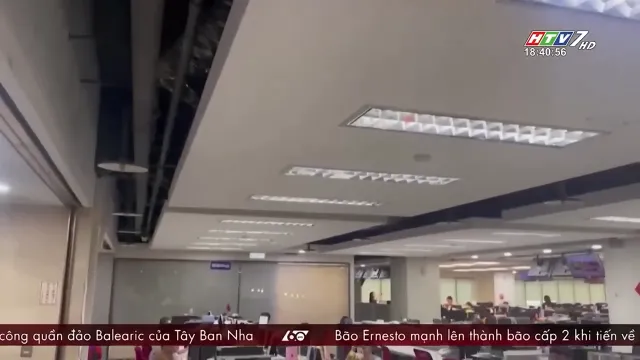 HTV7 HD
18:40:56
công quần đảo Balearic của Tây Ban Nha 60 Bão Ernesto mạnh lên thành bão cấp 2 khi tiến về